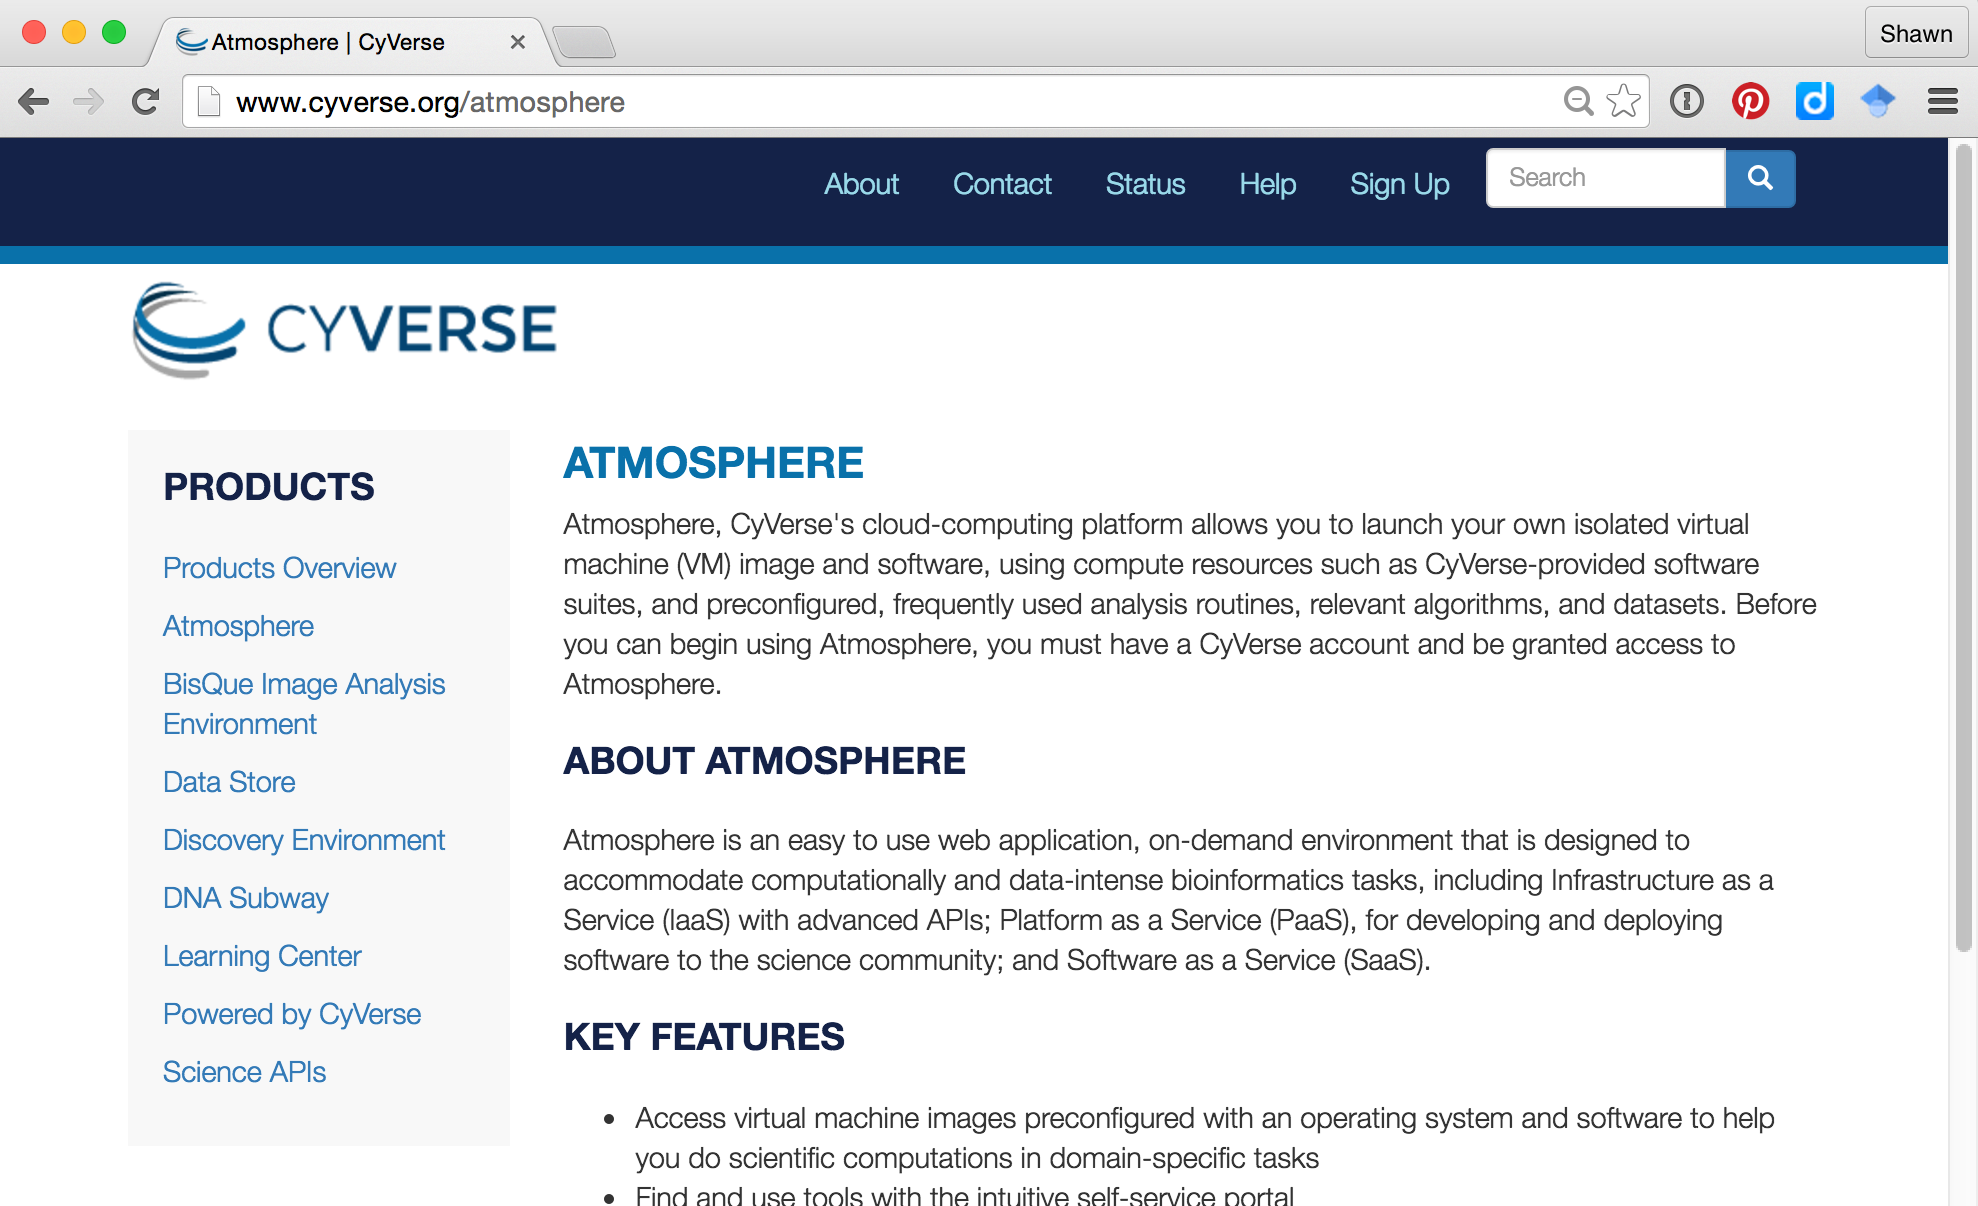 Atmosphere | CyVerse
Shawn
www.cyverse.org/atmosphere
About Contact Status Help Sign Up Search
CYVERSE
PRODUCTS
Products Overview
Atmosphere
BisQue Image Analysis
Environment
Data Store
Discovery Environment
DNA Subway
Learning Center
Powered by CyVerse
Science APIs
ATMOSPHERE
Atmosphere, CyVerse's cloud-computing platform allows you to launch your own isolated virtual
machine (VM) image and software, using compute resources such as CyVerse-provided software
suites, and preconfigured, frequently used analysis routines, relevant algorithms, and datasets. Before
you can begin using Atmosphere, you must have a CyVerse account and be granted access to
Atmosphere.
ABOUT ATMOSPHERE
Atmosphere is an easy to use web application, on-demand environment that is designed to
accommodate computationally and data-intense bioinformatics tasks, including Infrastructure as a
Service (IaaS) with advanced APIs; Platform as a Service (PaaS), for developing and deploying
software to the science community; and Software as a Service (SaaS).
KEY FEATURES
• Access virtual machine images preconfigured with an operating system and software to help
you do scientific computations in domain-specific tasks
• Find and use tools with the intuitive self-service portal